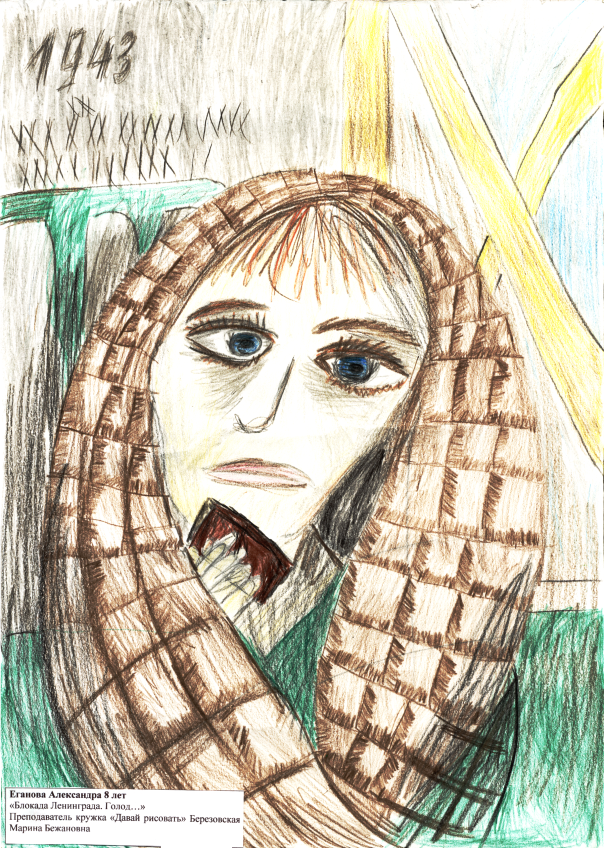 1943
Еганова Александра 8 лет
«Блокада Ленинграда. Голод…»
Преподаватель кружка «Давай рисовать» Березовская
Марина Бежановна